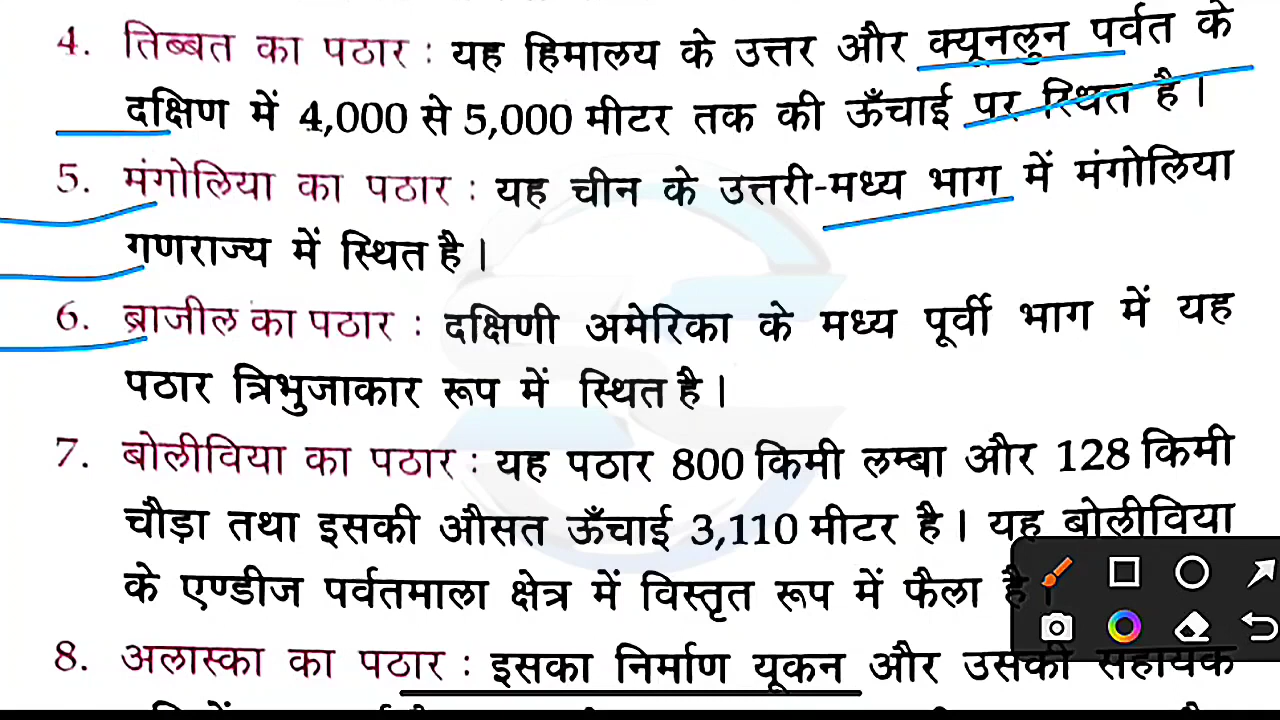 4. तिब्बत का पठार : यह हिमालय के उत्तर और क्यूनलुन पर्वत के
दक्षिण में 4,000 से 5,000 मीटर तक की ऊँचाई पर स्थित है।
5. मंगोलिया का पठार : यह चीन के उत्तरी-मध्य भाग में मंगोलिया
गणराज्य में स्थित है।
6. ब्राजील का पठार : दक्षिणी अमेरिका के मध्य पूर्वी भाग में यह
पठार त्रिभुजाकार रूप में स्थित है।
7. बोलीविया का पठार : यह पठार 800 किमी लम्बा और 128 किमी
चौड़ा तथा इसकी औसत ऊँचाई 3,110 मीटर है। यह बोलीविया
के एण्डीज पर्वतमाला क्षेत्र में विस्तृत रूप में फैला है।
8. अलास्का का पठार : इसका निर्माण यूकन और उसकी सहायक